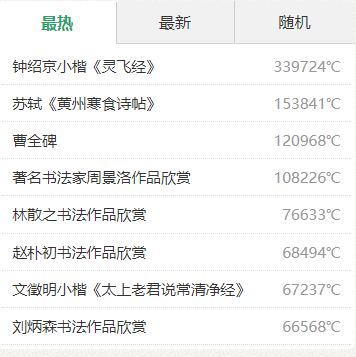 最热 最新 随机
钟绍京小楷《灵飞经》 339724℃
苏轼《黄州寒食诗帖》 153841℃
曹全碑 120968℃
著名书法家周景洛作品欣赏 108226℃
林散之书法作品欣赏 76633℃
赵朴初书法作品欣赏 68494℃
文徵明小楷《太上老君说常清净经》 67237℃
刘炳森书法作品欣赏 66568℃